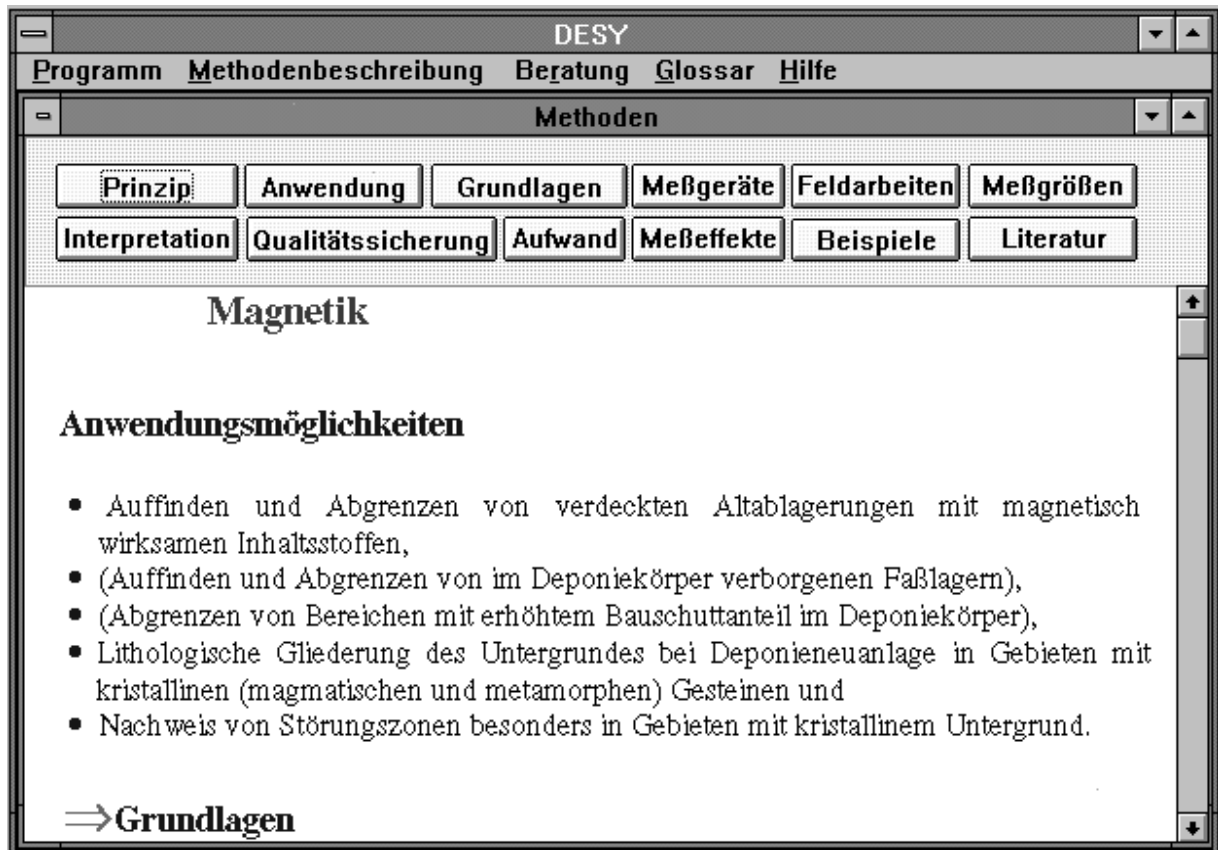 DESY
Programm Methodenbeschreibung Beratung Glossar Hilfe
Methoden
Prinzip Anwendung Grundlagen Meßgeräte Feldarbeiten Meßgrößen
Interpretation Qualitätssicherung Aufwand Meßeffekte Beispiele Literatur
Magnetik
Anwendungsmöglichkeiten
• Auffinden und Abgrenzen von verdeckten Altablagerungen mit magnetisch
wirksamen Inhaltsstoffen,
• (Auffinden und Abgrenzen von im Deponiekörper verborgenen Faßlagern),
• (Abgrenzen von Bereichen mit erhöhtem Bauschuttanteil im Deponiekörper),
• Lithologische Gliederung des Untergrundes bei Deponieneuanlage in Gebieten mit
kristallinen (magmatischen und metamorphen) Gesteinen und
• Nachweis von Störungszonen besonders in Gebieten mit kristallinem Untergrund.
⇒Grundlagen